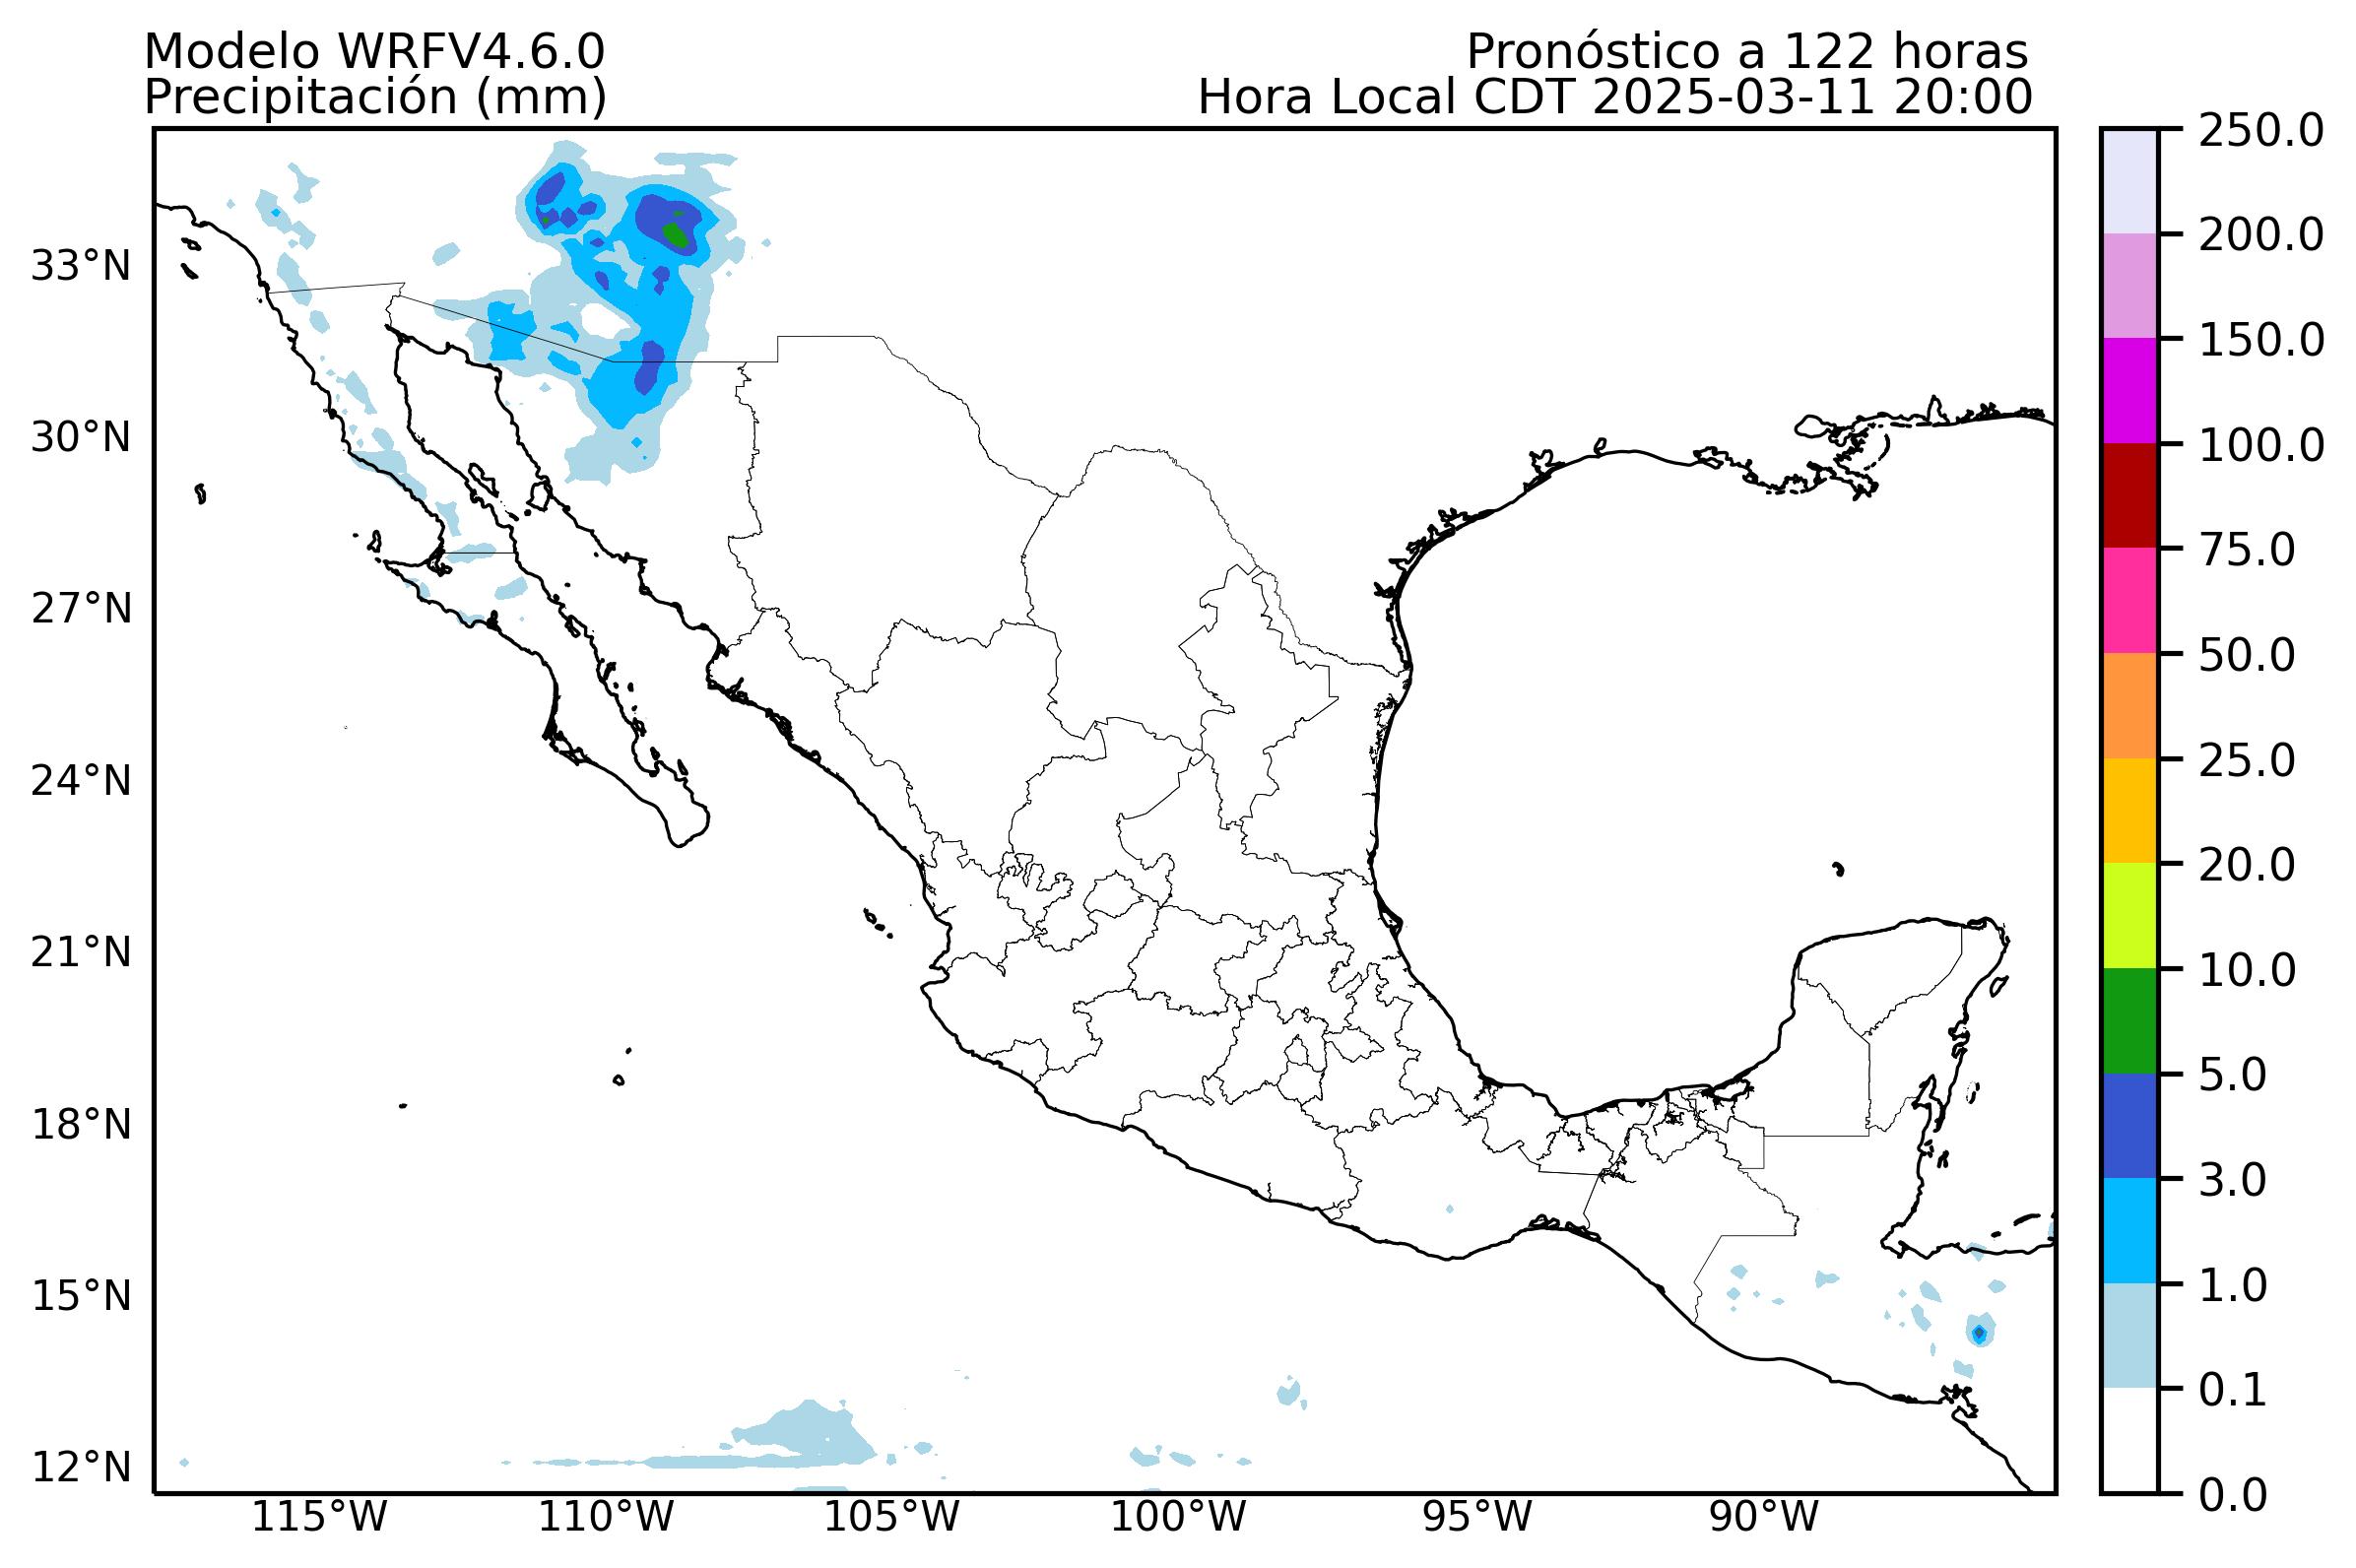 Modelo WRFV4.6.0
Precipitación (mm)
Pronóstico a 122 horas
Hora Local CDT 2025-03-11 20:00
33°N
30°N
27°N
24°N
21°N
18°N
15°N
12°N
115°W
110°W
105°W
100°W
95°W
90°W
250.0
200.0
150.0
100.0
75.0
50.0
25.0
20.0
10.0
5.0
3.0
1.0
0.1
0.0